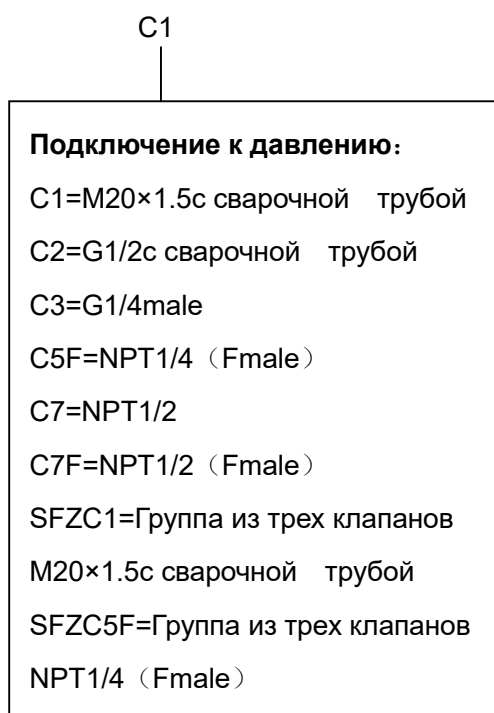 C1
Подключение к давлению：
C1=M20×1.5с сварочной трубой
C2=G1/2с сварочной трубой
C3=G1/4male
C5F=NPT1/4（Fmale）
C7=NPT1/2
C7F=NPT1/2（Fmale）
SFZC1=Группа из трех клапанов
M20×1.5с сварочной трубой
SFZC5F=Группа из трех клапанов
NPT1/4（Fmale）